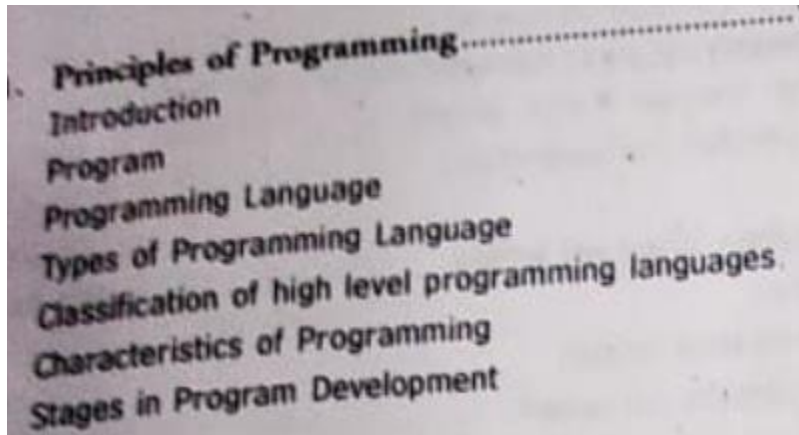 Principles of Programming..........................................
Introduction
Program
Programming Language
Types of Programming Language
Classification of high level programming languages
Characteristics of Programming
Stages in Program Development